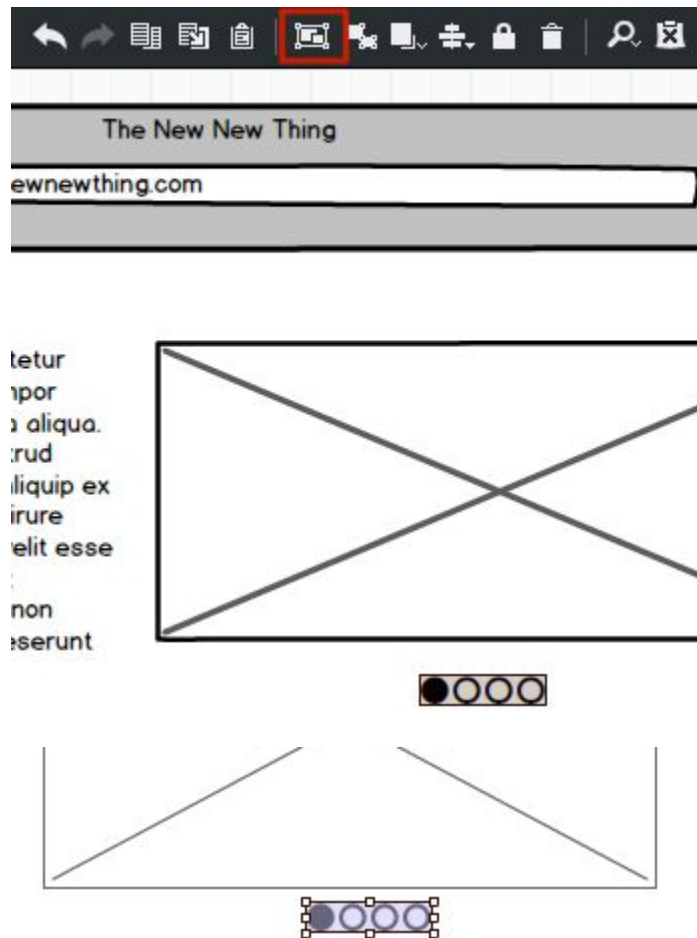 The New New Thing
ewnewthing.com
tetur
npor
a aliqua.
trud
aliquip ex
irure
velit esse
non
eserunt